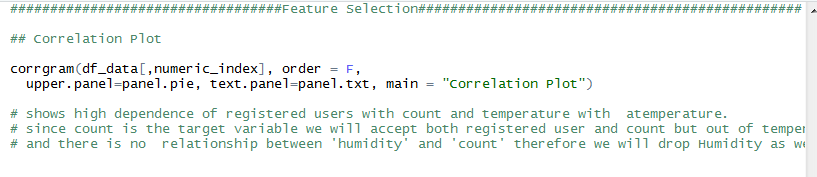 ################################Feature Selection#############################################
## Correlation Plot
corrgram(df_data[,numeric_index], order = F,
upper.panel=panel.pie, text.panel=panel.txt, main = "Correlation Plot")
# shows high dependence of registered users with count and temperature with  atemperature.
# since count is the target variable we will accept both registered user and count but out of
# and there is no  relationship between 'humidity' and 'count' therefore we will drop Humidity as